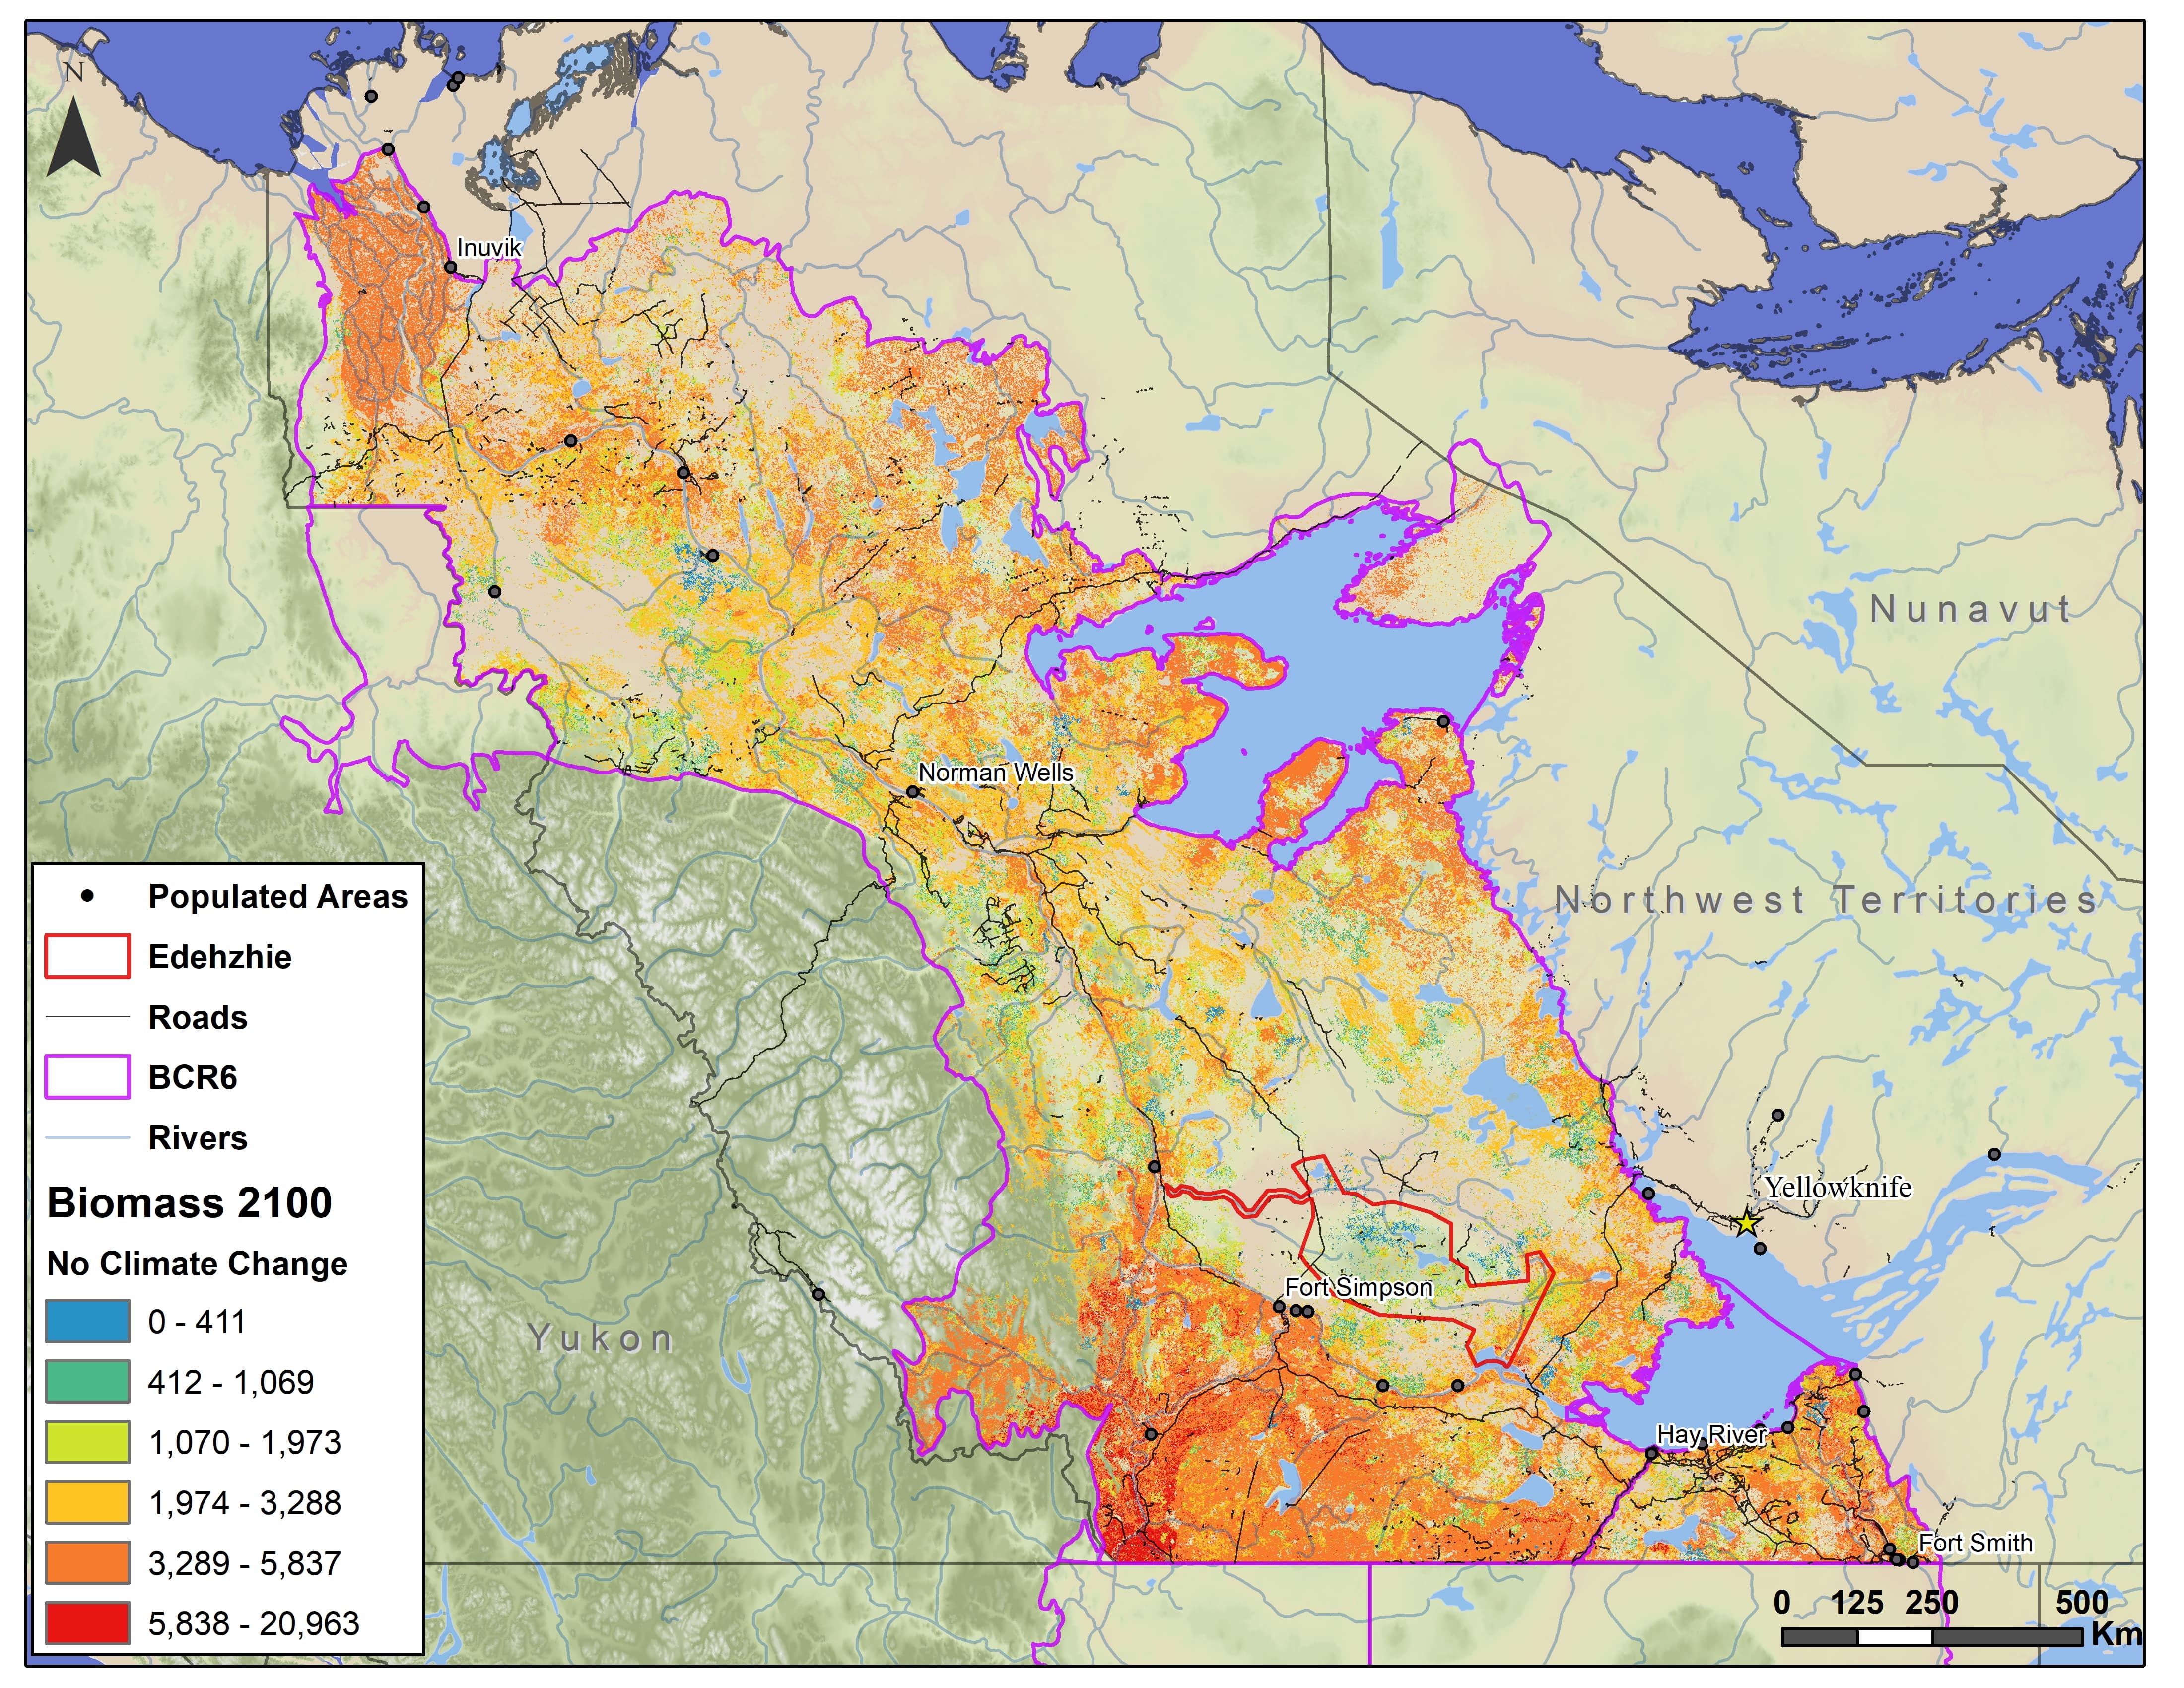 N
Inuvik
Nunavut
Norman Wells
Northwest Territories
Yellowknife
Fort Simpson
Yukon
Hay River
Fort Smith
Populated Areas
Edehzhie
Roads
BCR6
Rivers
Biomass 2100
No Climate Change
0 - 411
412 - 1,069
1,070 - 1,973
1,974 - 3,288
3,289 - 5,837
5,838 - 20,963
0 125 250 500
Km